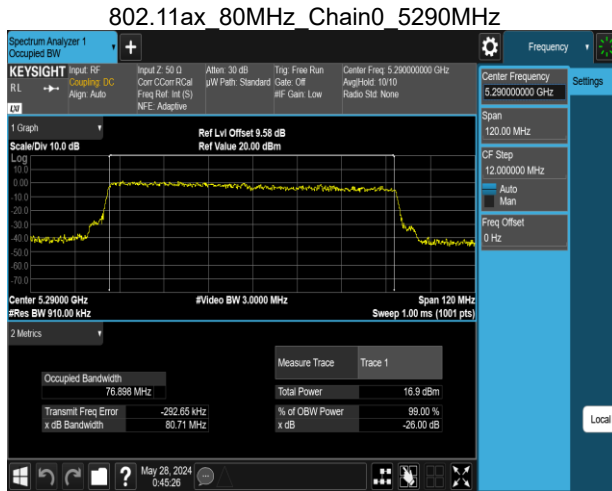 802.11ax_80MHz_Chain0_5290MHz
Spectrum Analyzer 1
Occupied BW
Frequency
KEYSIGHT
RL
LXI
Input: RF
Coupling: DC
Align: Auto
Input Z: 50 Ω
Corr CCorr RCal
Freq Ref: Int (S)
NFE: Adaptive
Atten: 30 dB
µW Path: Standard
Trig: Free Run
Gate: Off
#IF Gain: Low
Center Freq: 5.290000000 GHz
Avg|Hold: 10/10
Radio Std: None
Center Frequency
5.290000000 GHz
Settings
Span
120.00 MHz
CF Step
12.000000 MHz
Auto
Man
Freq Offset
0 Hz
1 Graph
Scale/Div 10.0 dB
Ref Lvl Offset 9.58 dB
Ref Value 20.00 dBm
Log
10.0
0.00
-10.0
-20.0
-30.0
-40.0
-50.0
-60.0
-70.0
Center 5.29000 GHz
#Res BW 910.00 kHz
#Video BW 3.0000 MHz
Span 120 MHz
Sweep 1.00 ms (1001 pts)
2 Metrics
Measure Trace Trace 1
Occupied Bandwidth
76.898 MHz
Total Power 16.9 dBm
Transmit Freq Error -292.65 kHz
% of OBW Power 99.00 %
x dB Bandwidth 80.71 MHz
x dB -26.00 dB
Local
May 28, 2024
0:45:26